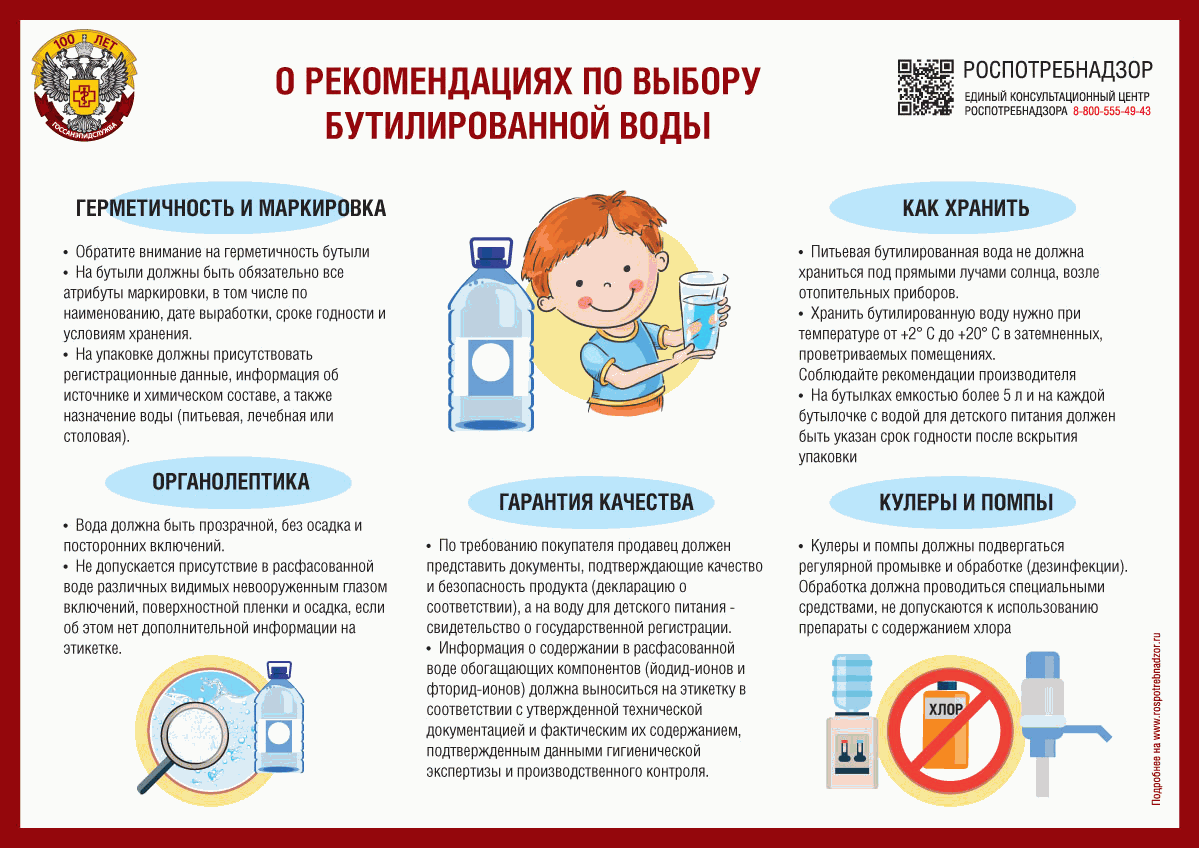 100 ЛЕТ
ГОССАНЭПИДСЛУЖБА
О РЕКОМЕНДАЦИЯХ ПО ВЫБОРУ
БУТИЛИРОВАННОЙ ВОДЫ
РОСПОТРЕБНАДЗОР
ЕДИНЫЙ КОНСУЛЬТАЦИОННЫЙ ЦЕНТР
РОСПОТРЕБНАДЗОРА 8-800-555-49-43
ГЕРМЕТИЧНОСТЬ И МАРКИРОВКА
• Обратите внимание на герметичность бутыли
• На бутыли должны быть обязательно все
атрибуты маркировки, в том числе по
наименованию, дате выработки, сроке годности и
условиям хранения.
• На упаковке должны присутствовать
регистрационные данные, информация об
источнике и химическом составе, а также
назначение воды (питьевая, лечебная или
столовая).
ОРГАНОЛЕПТИКА
• Вода должна быть прозрачной, без осадка и
посторонних включений.
• Не допускается присутствие в расфасованной
воде различных видимых невооруженным глазом
включений, поверхностной пленки и осадка, если
об этом нет дополнительной информации на
этикетке.
ГАРАНТИЯ КАЧЕСТВА
• По требованию покупателя продавец должен
представить документы, подтверждающие качество
и безопасность продукта (декларацию о
соответствии), а на воду для детского питания -
свидетельство о государственной регистрации.
• Информация о содержании в расфасованной
воде обогащающих компонентов (йодид-ионов и
фторид-ионов) должна выноситься на этикетку в
соответствии с утвержденной технической
документацией и фактическим их содержанием,
подтвержденным данными гигиенической
экспертизы и производственного контроля.
КАК ХРАНИТЬ
• Питьевая бутилированная вода не должна
храниться под прямыми лучами солнца, возле
отопительных приборов.
• Хранить бутилированную воду нужно при
температуре от +2° С до +20° С в затемненных,
проветриваемых помещениях.
Соблюдайте рекомендации производителя
• На бутылках емкостью более 5 л и на каждой
бутылочке с водой для детского питания должен
быть указан срок годности после вскрытия
упаковки
КУЛЕРЫ И ПОМПЫ
• Кулеры и помпы должны подвергаться
регулярной промывке и обработке (дезинфекции).
Обработка должна проводиться специальными
средствами, не допускаются к использованию
препараты с содержанием хлора
ХЛОР
Подробнее на www.rospotrebnadzor.ru